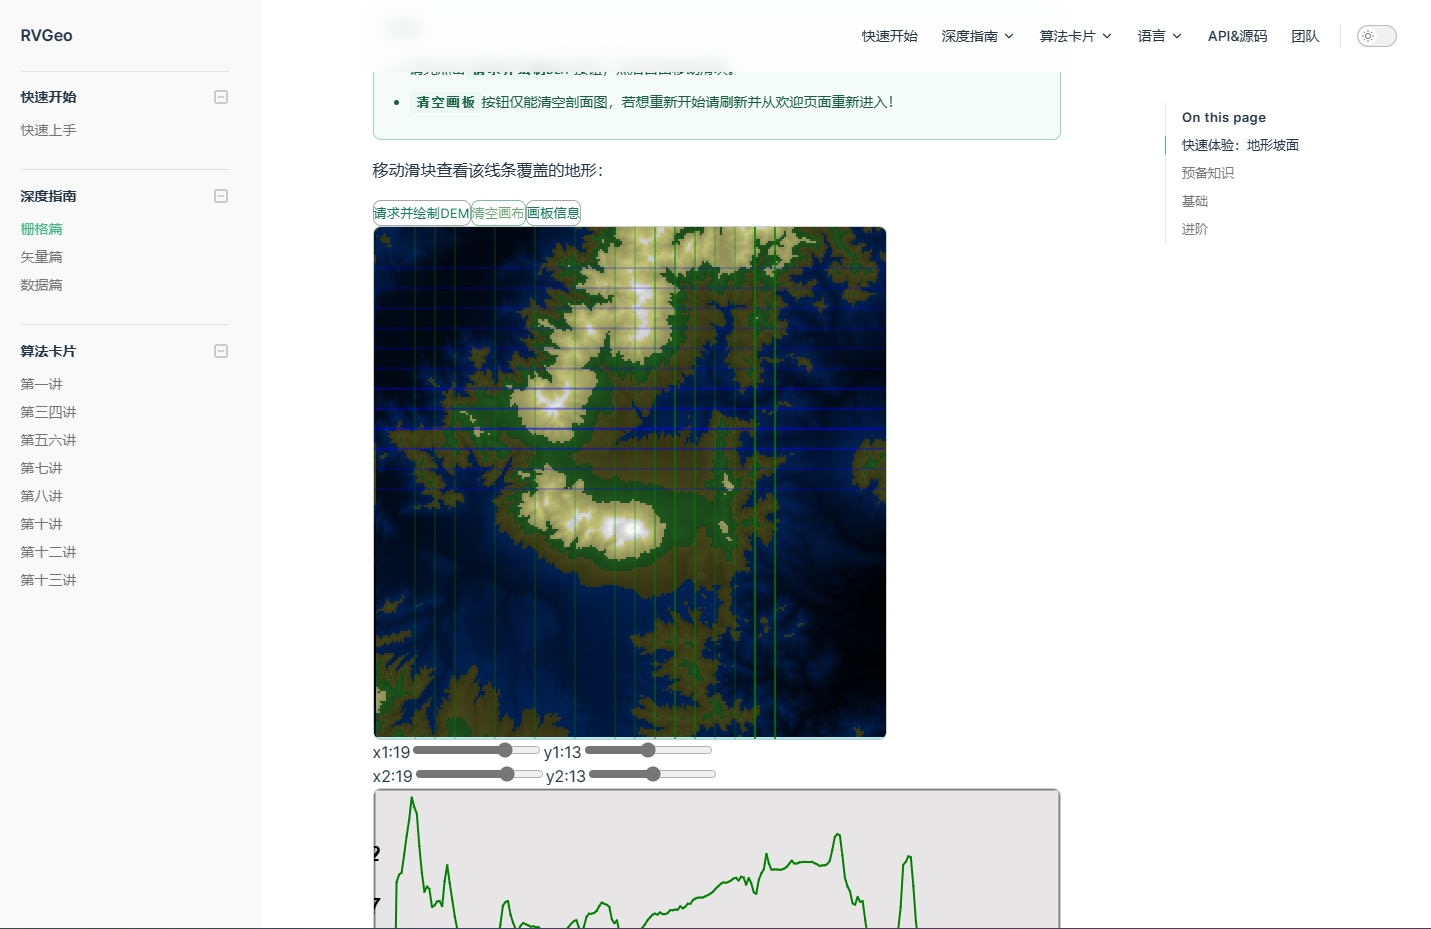 RVGeo
快速开始
深度指南
算法卡片
语言
API&源码
团队
快速开始
快速上手
深度指南
栅格篇
矢量篇
数据篇
算法卡片
第一讲
第三四讲
第五六讲
第七讲
第八讲
第十讲
第十二讲
第十三讲
清空画板 按钮仅能清空剖面图，若想重新开始请刷新并从欢迎页面重新进入！
移动滑块查看该线条覆盖的地形：
请求并绘制DEM 清空画布 画板信息
x1:19 y1:13
x2:19 y2:13
2
7
On this page
快速体验：地形坡面
预备知识
基础
进阶